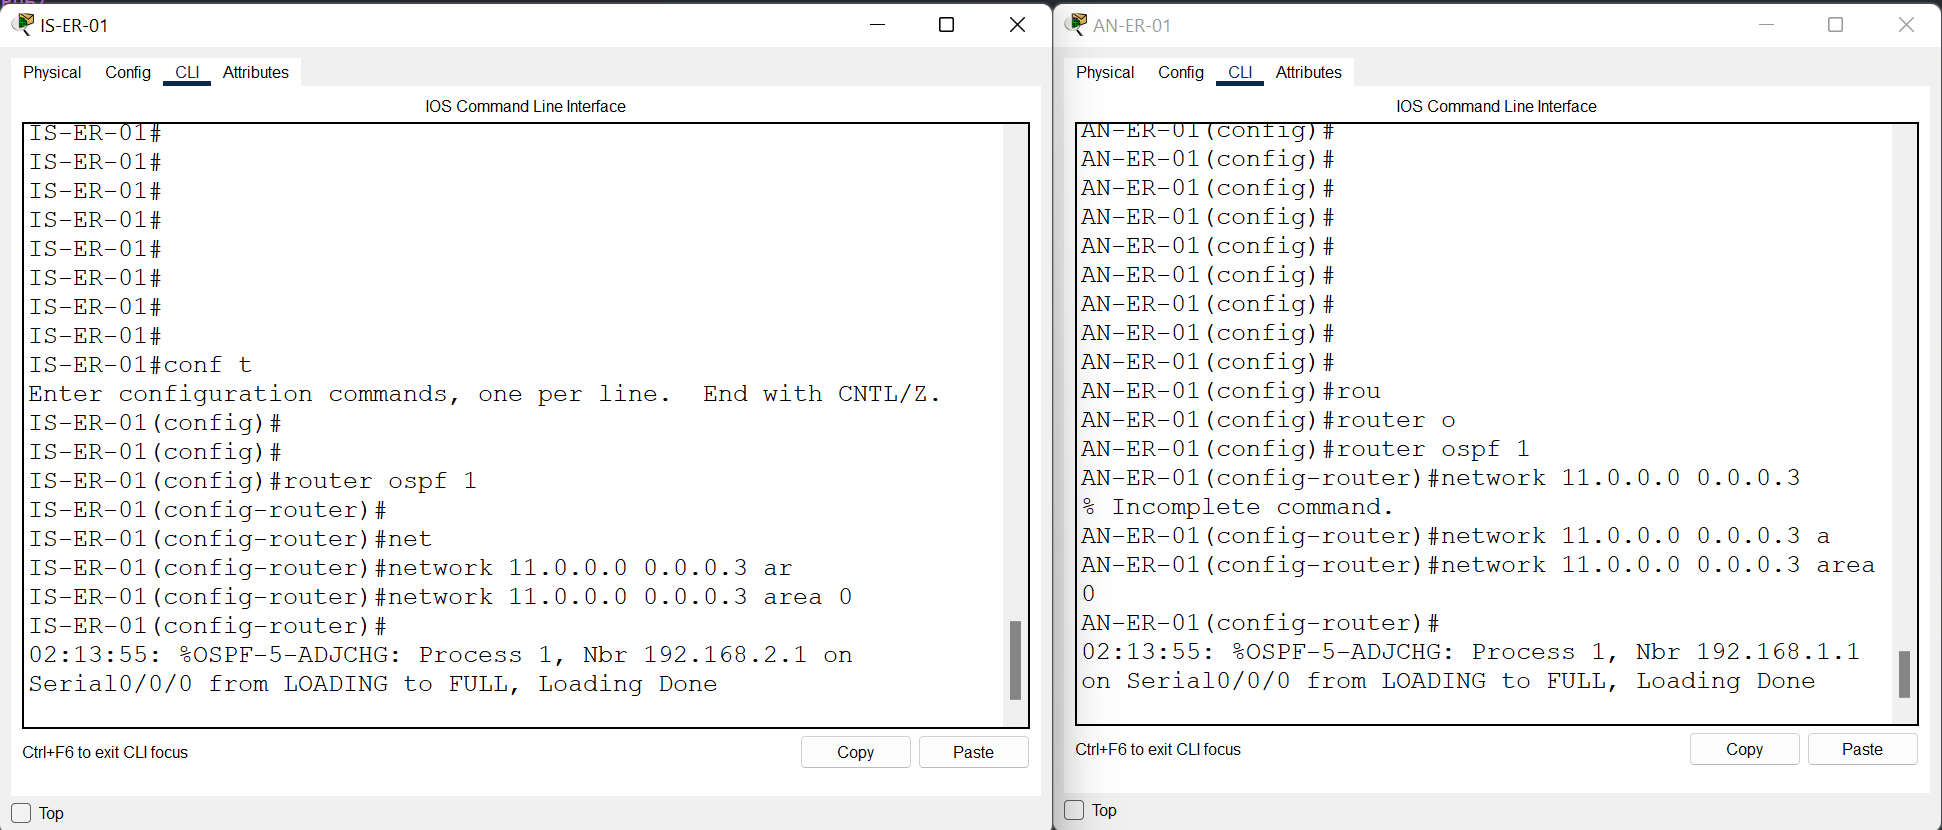 IS-ER-01
Physical Config CLI Attributes
IOS Command Line Interface
IS-ER-01#
IS-ER-01#
IS-ER-01#
IS-ER-01#
IS-ER-01#
IS-ER-01#
IS-ER-01#
IS-ER-01#
IS-ER-01#conf t
Enter configuration commands, one per line.  End with CNTL/Z.
IS-ER-01(config)#
IS-ER-01(config)#
IS-ER-01(config)#router ospf 1
IS-ER-01(config-router)#
IS-ER-01(config-router)#net
IS-ER-01(config-router)#network 11.0.0.0 0.0.0.3 ar
IS-ER-01(config-router)#network 11.0.0.0 0.0.0.3 area 0
IS-ER-01(config-router)#
02:13:55: %OSPF-5-ADJCHG: Process 1, Nbr 192.168.2.1 on
Serial0/0/0 from LOADING to FULL, Loading Done
Ctrl+F6 to exit CLI focus
Copy Paste
Top
AN-ER-01
Physical Config CLI Attributes
IOS Command Line Interface
AN-ER-01(config)#
AN-ER-01(config)#
AN-ER-01(config)#
AN-ER-01(config)#
AN-ER-01(config)#
AN-ER-01(config)#
AN-ER-01(config)#
AN-ER-01(config)#
AN-ER-01(config)#
AN-ER-01(config)#rou
AN-ER-01(config)#router o
AN-ER-01(config)#router ospf 1
AN-ER-01(config-router)#network 11.0.0.0 0.0.0.3
% Incomplete command.
AN-ER-01(config-router)#network 11.0.0.0 0.0.0.3 a
AN-ER-01(config-router)#network 11.0.0.0 0.0.0.3 area
0
AN-ER-01(config-router)#
02:13:55: %OSPF-5-ADJCHG: Process 1, Nbr 192.168.1.1
on Serial0/0/0 from LOADING to FULL, Loading Done
Ctrl+F6 to exit CLI focus
Copy Paste
Top